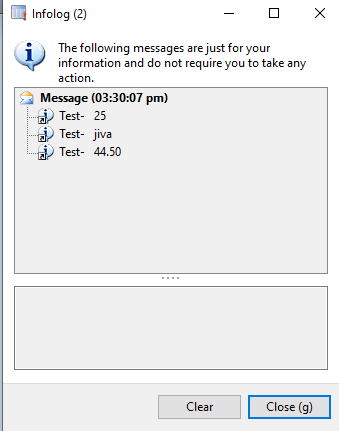 Infolog (2)
The following messages are just for your
information and do not require you to take any
action.
Message (03:30:07 pm)
Test- 25
Test- jiva
Test- 44.50
Clear
Close (g)